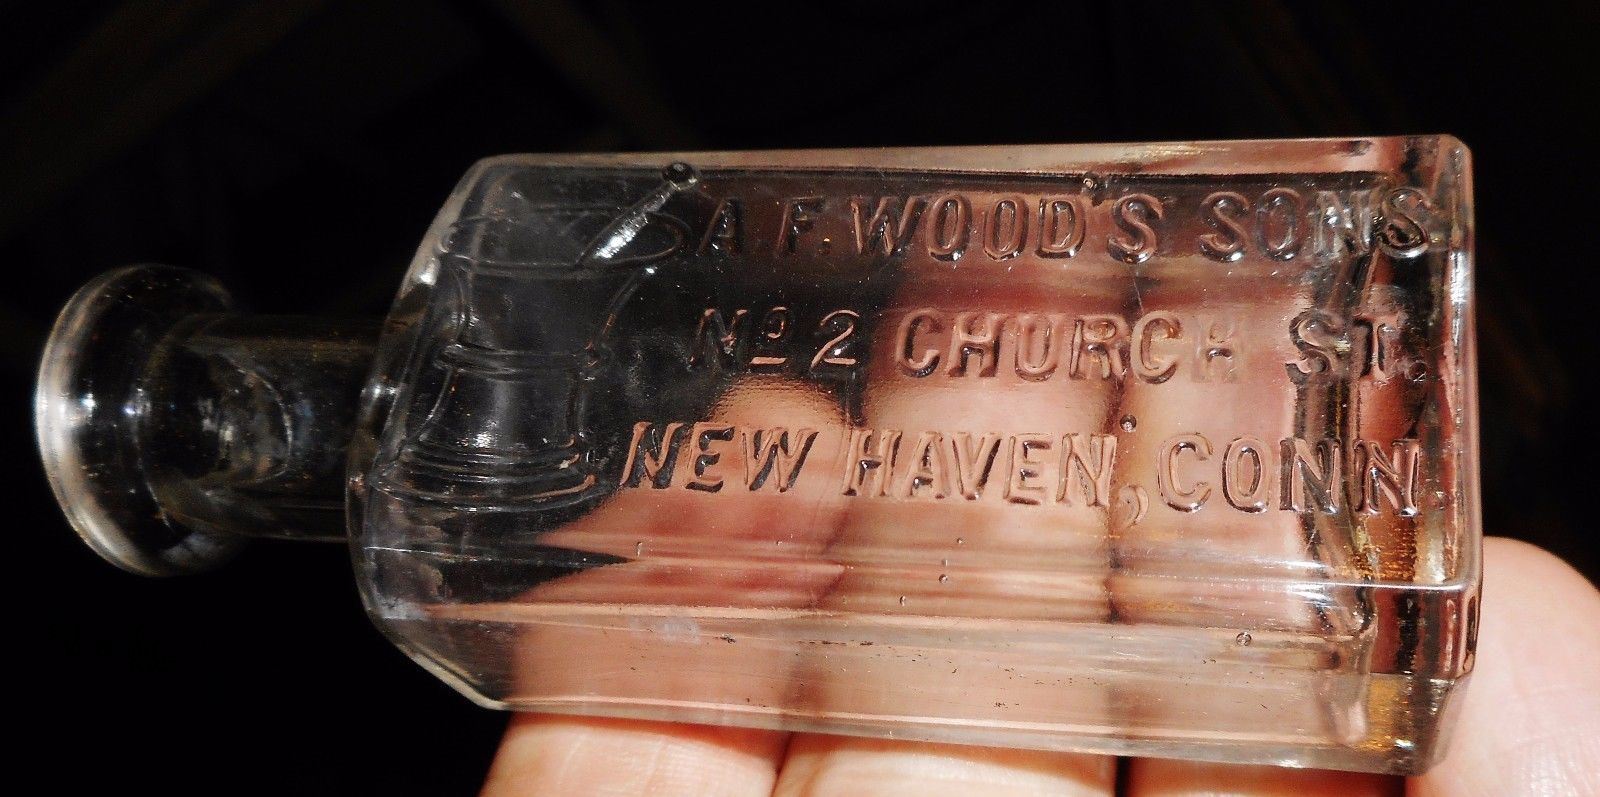 A.F. WOOD'S SONS
No 2 CHURCH ST.
NEW HAVEN, CONN.